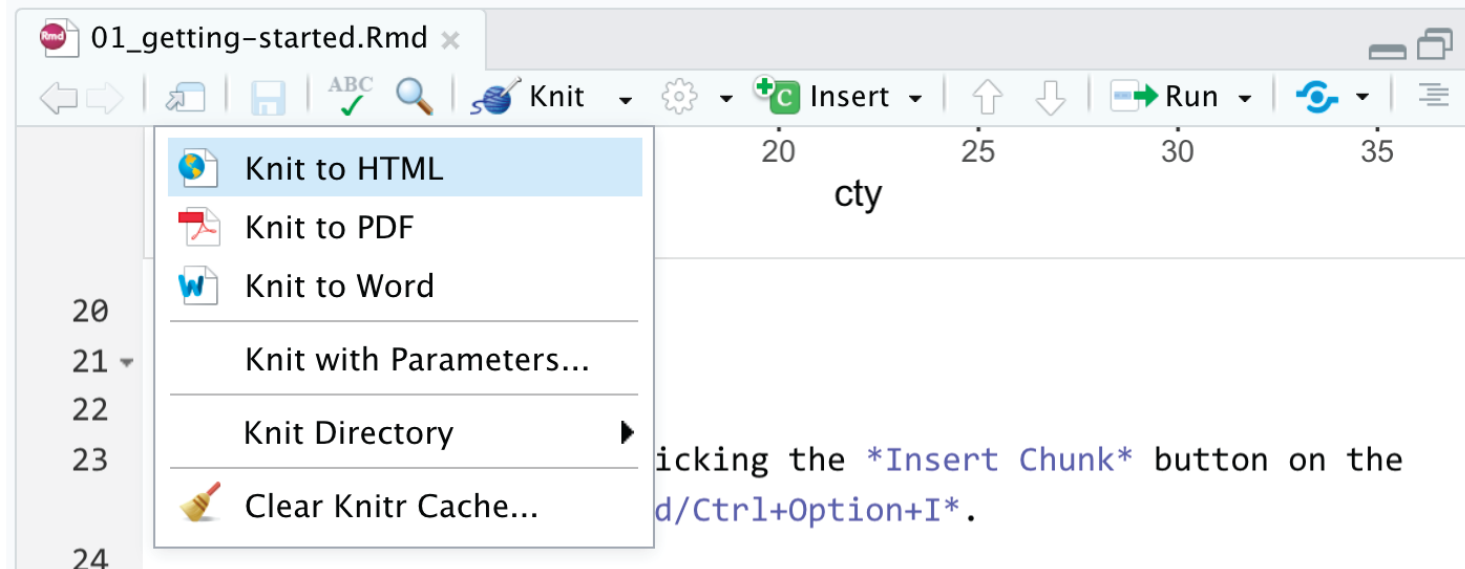 Rmd 01_getting-started.Rmd
ABC Knit C Insert Run
20 25 30 35
cty
Knit to HTML
Knit to PDF
W Knit to Word
Knit with Parameters...
Knit Directory
Clear Knitr Cache...
20
21
22
23 icking the *Insert Chunk* button on the
d/Ctrl+Option+I*.
24